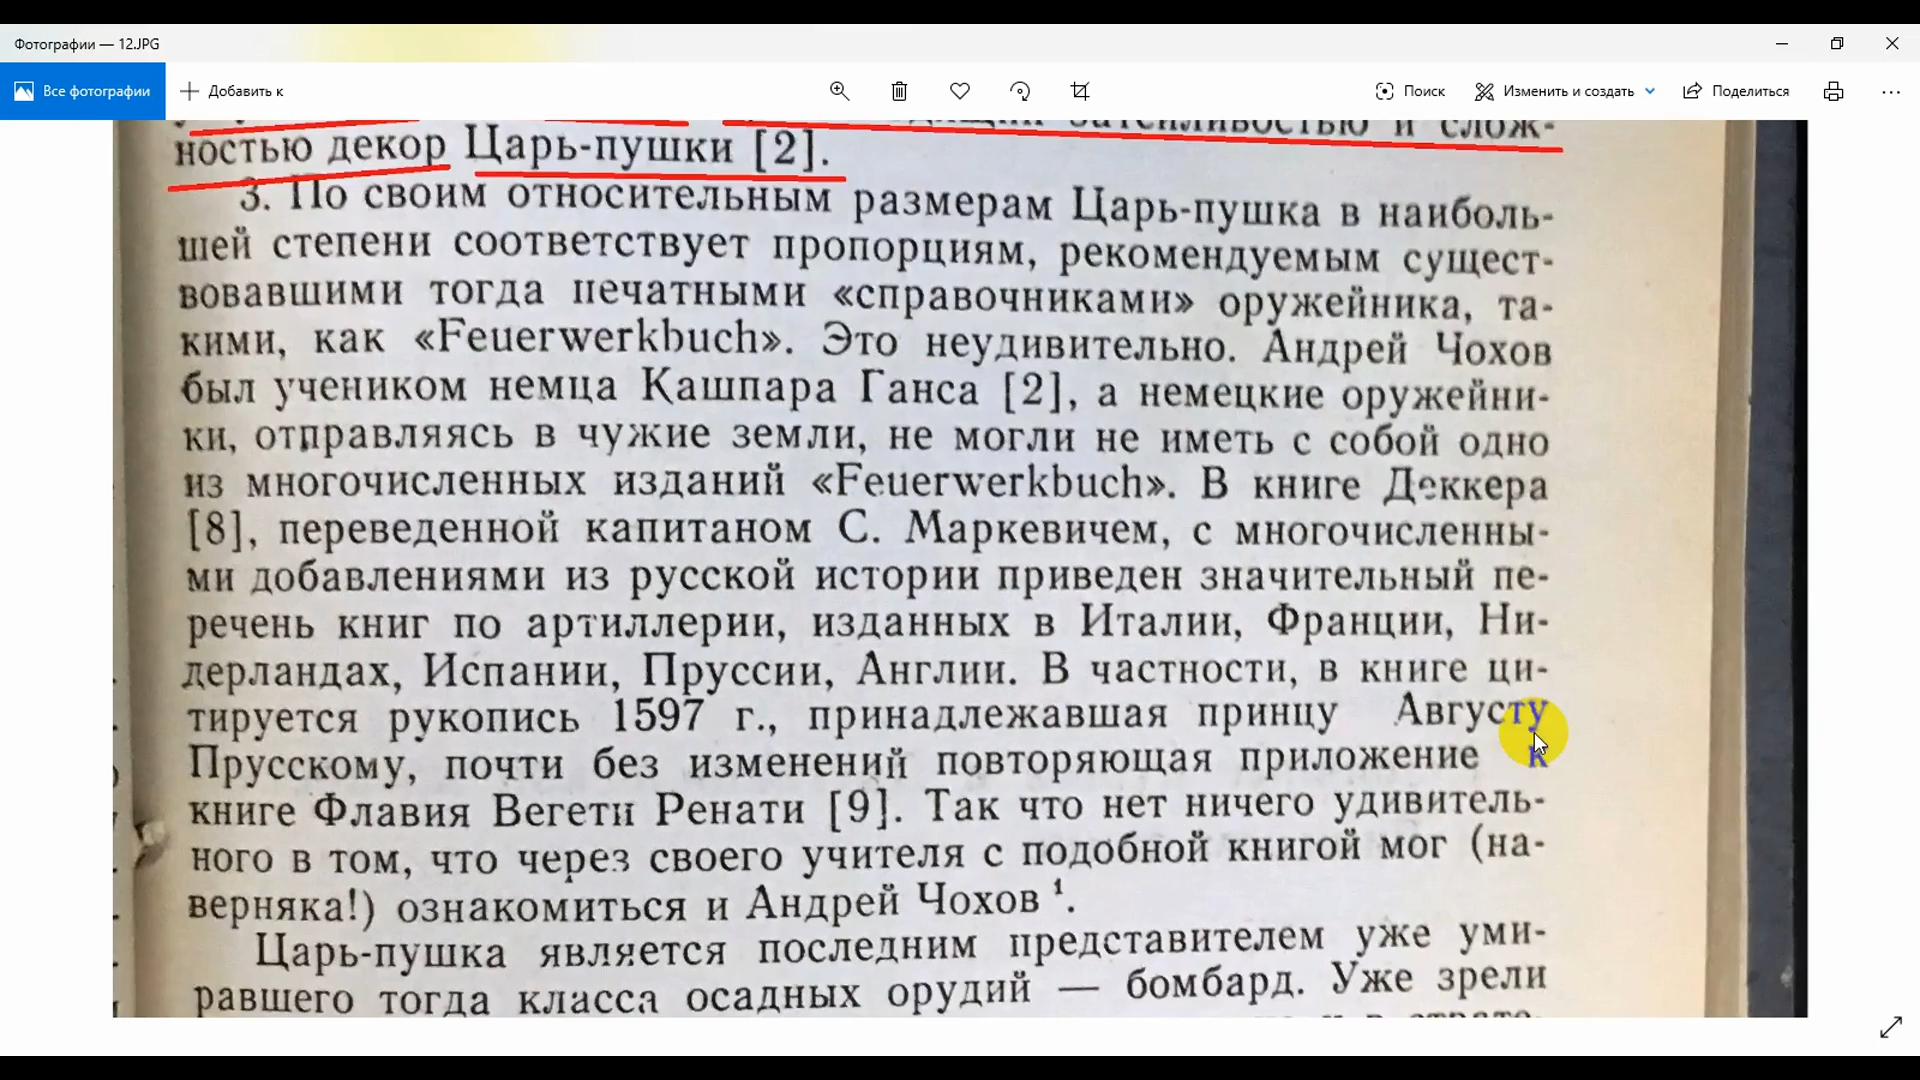 Фотографии — 12.JPG
Все фотографии
Добавить к
Поиск
Изменить и создать
Поделиться
затейливостью и слож-
ностью декор Царь-пушки [2].
3. По своим относительным размерам Царь-пушка в наиболь-
шей степени соответствует пропорциям, рекомендуемым сущест-
вовавшими тогда печатными «справочниками» оружейника, та-
кими, как «Feuerwerkbuch». Это неудивительно. Андрей Чохов
был учеником немца Кашпара Ганса [2], а немецкие оружейни-
ки, отправляясь в чужие земли, не могли не иметь с собой одно
из многочисленных изданий «Feuerwerkbuch». В книге Деккера
[8], переведенной капитаном С. Маркевичем, с многочисленны-
ми добавлениями из русской истории приведен значительный пе-
речень книг по артиллерии, изданных в Италии, Франции, Ни-
дерландах, Испании, Пруссии, Англии. В частности, в книге ци-
тируется рукопись 1597 г., принадлежавшая принцу Августу
Прусскому, почти без изменений повторяющая приложение к
книге Флавия Вегети Ренати [9]. Так что нет ничего удивитель-
ного в том, что через своего учителя с подобной книгой мог (на-
верняка!) ознакомиться и Андрей Чохов ¹.
Царь-пушка является последним представителем уже уми-
равшего тогда класса осадных орудий — бомбард. Уже зрели